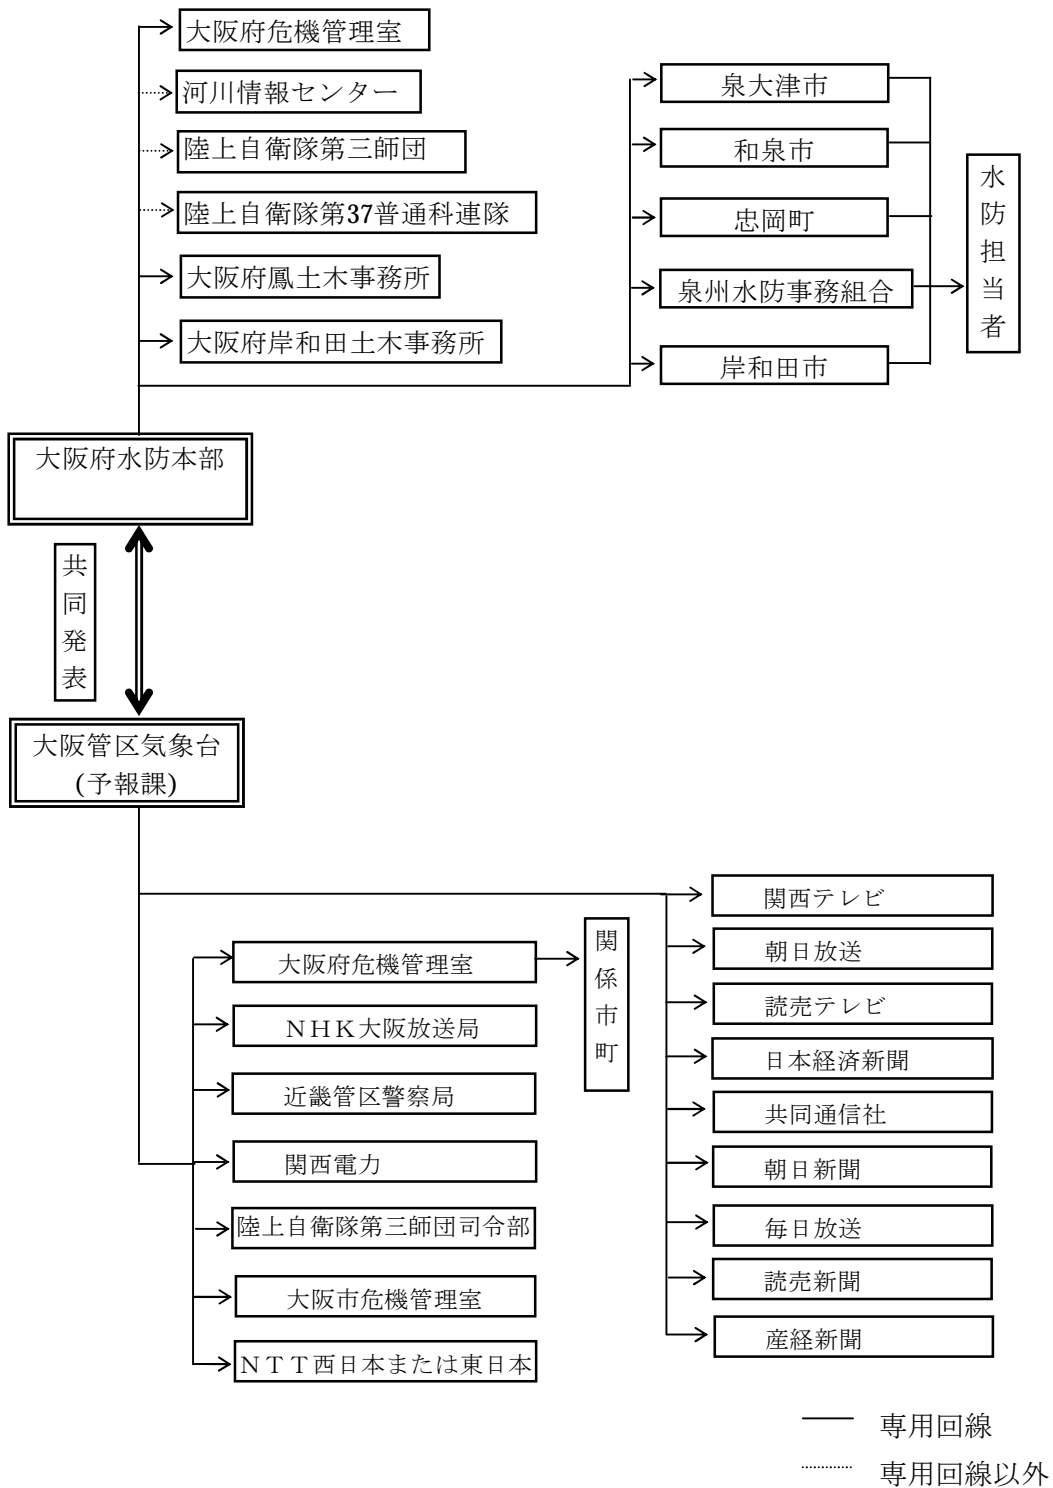 大阪府危機管理室
河川情報センター
陸上自衛隊第三師団
陸上自衛隊第37普通科連隊
大阪府鳳土木事務所
大阪府岸和田土木事務所
泉大津市
和泉市
忠岡町
泉州水防事務組合
岸和田市
水防担当者
大阪府水防本部
共同発表
大阪管区気象台
(予報課)
大阪府危機管理室
ＮＨＫ大阪放送局
近畿管区警察局
関西電力
陸上自衛隊第三師団司令部
大阪市危機管理室
ＮＴＴ西日本または東日本
関係市町
関西テレビ
朝日放送
読売テレビ
日本経済新聞
共同通信社
朝日新聞
毎日放送
読売新聞
産経新聞
専用回線
専用回線以外